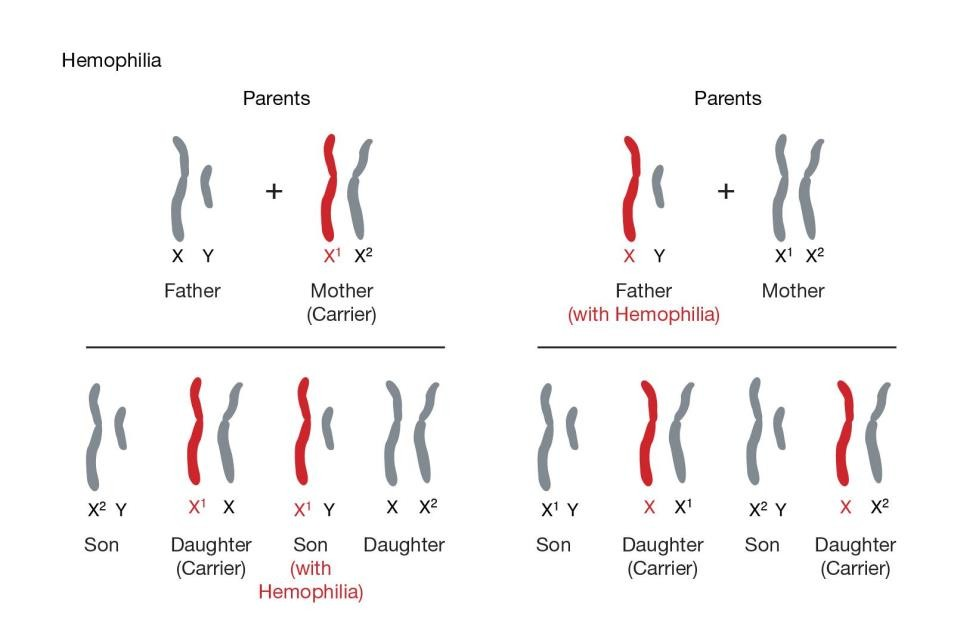 Hemophilia
Parents
X Y + X¹ X²
Father
Mother
(Carrier)
X² Y
X¹ X
X¹ Y
X X²
Son
Daughter
(Carrier)
Son
(with
Hemophilia)
Daughter
Parents
X Y + X¹ X²
Father
(with Hemophilia)
Mother
X¹ Y
X X¹
X² Y
X X²
Son
Daughter
(Carrier)
Son
Daughter
(Carrier)